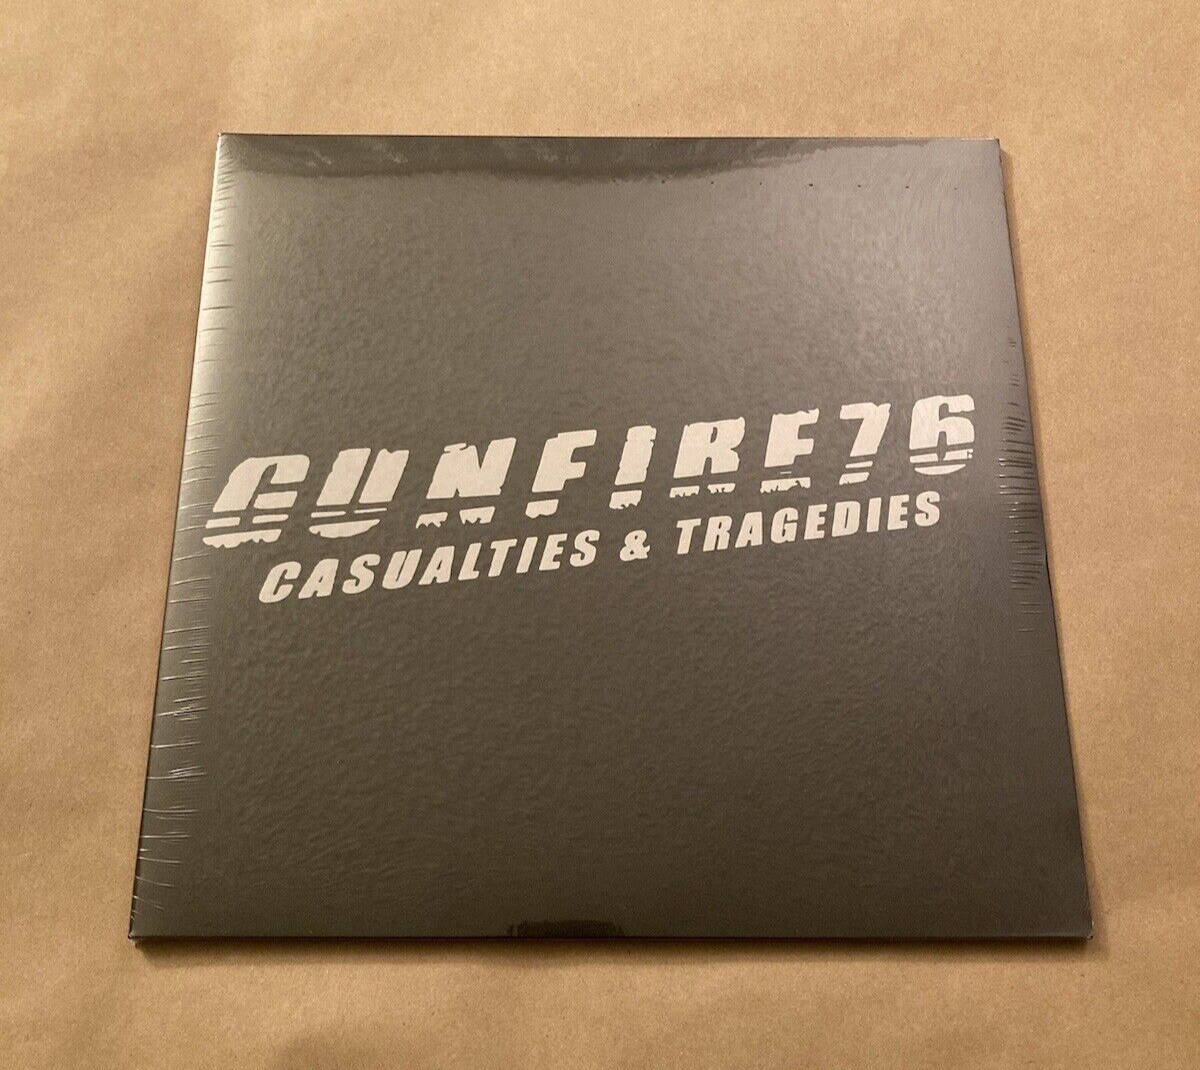 GUNFIRE76
CASUALTIES & TRAGEDIES